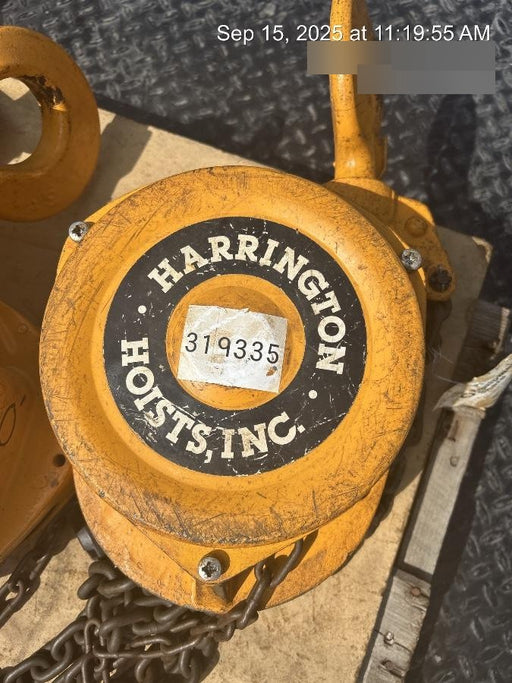 Sep 15, 2025 at 11:19:55 AM
HARRINGTON
HOISTS, INC.
319335